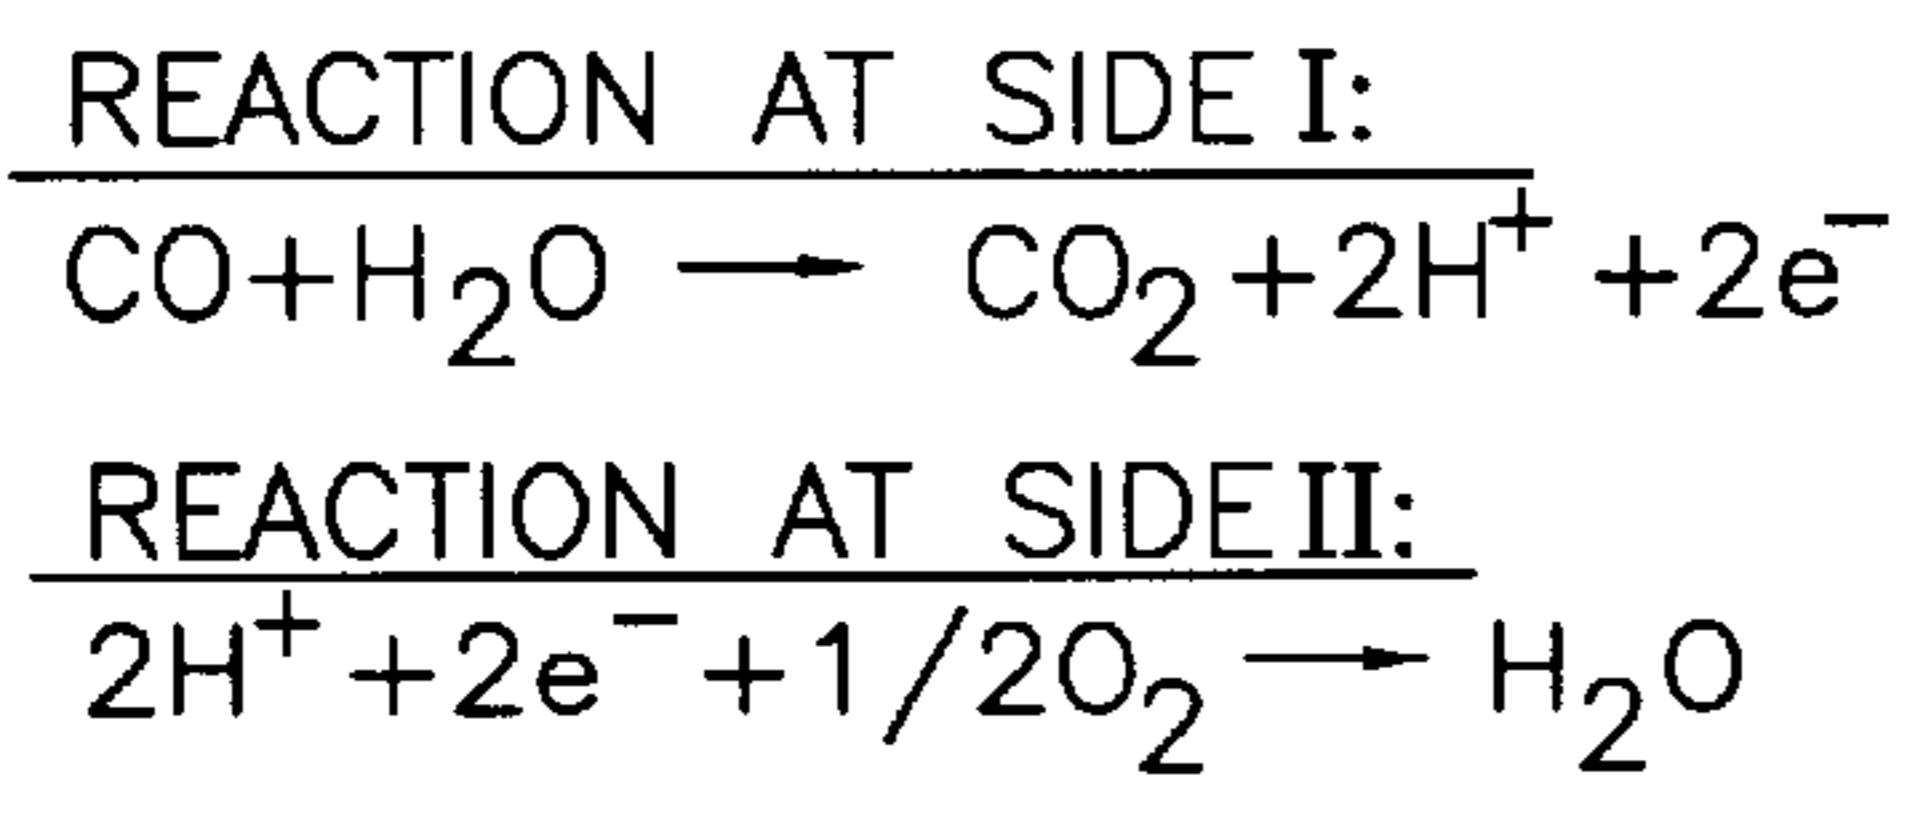 REACTION AT SIDE I:
CO+H₂O → CO₂+2H⁺+2e⁻
REACTION AT SIDE II:
2H⁺+2e⁻+1/2O₂ → H₂O